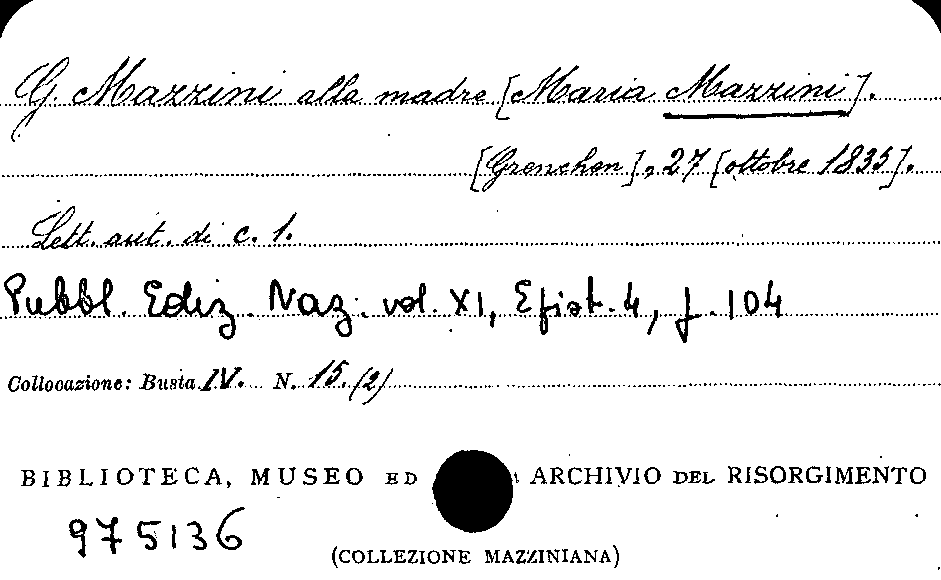 G. Mazzini alla madre [Maria Mazzini].
[Grenchen], 27 [ottobre 1835].
Lett. aut. di c. 1.
Pubbl. Ediz. Naz. vol. XI, Epist. 4, p. 104
Collocazione: Busta IV. N. 15. (2)
BIBLIOTECA, MUSEO ED ARCHIVIO DEL RISORGIMENTO
975136
(COLLEZIONE MAZZINIANA)